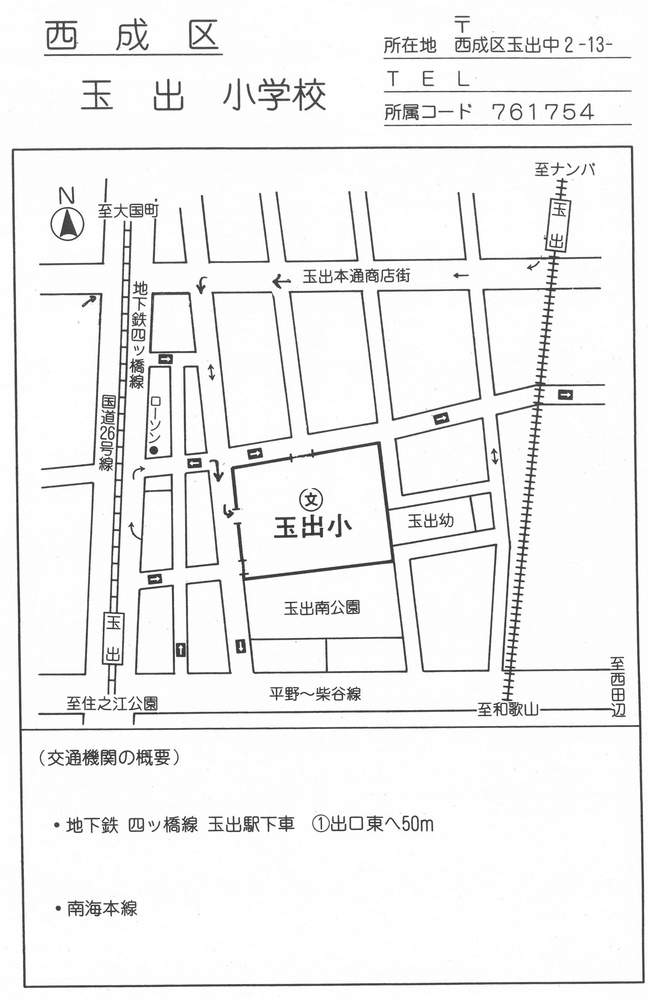 西成区
玉出 小学校
〒
所在地 西成区玉出中2-13-
TEL
所属コード 761754
至ナンバ
N
至大国町
玉出
玉出本通商店街
地下鉄四ッ橋線
国道26号線
ローソン
文
玉出小
玉出幼
玉出南公園
玉出
平野～柴谷線
至西田辺
至住之江公園
至和歌山
(交通機関の概要)
・地下鉄 四ッ橋線 玉出駅下車 ①出口東へ50m
・南海本線